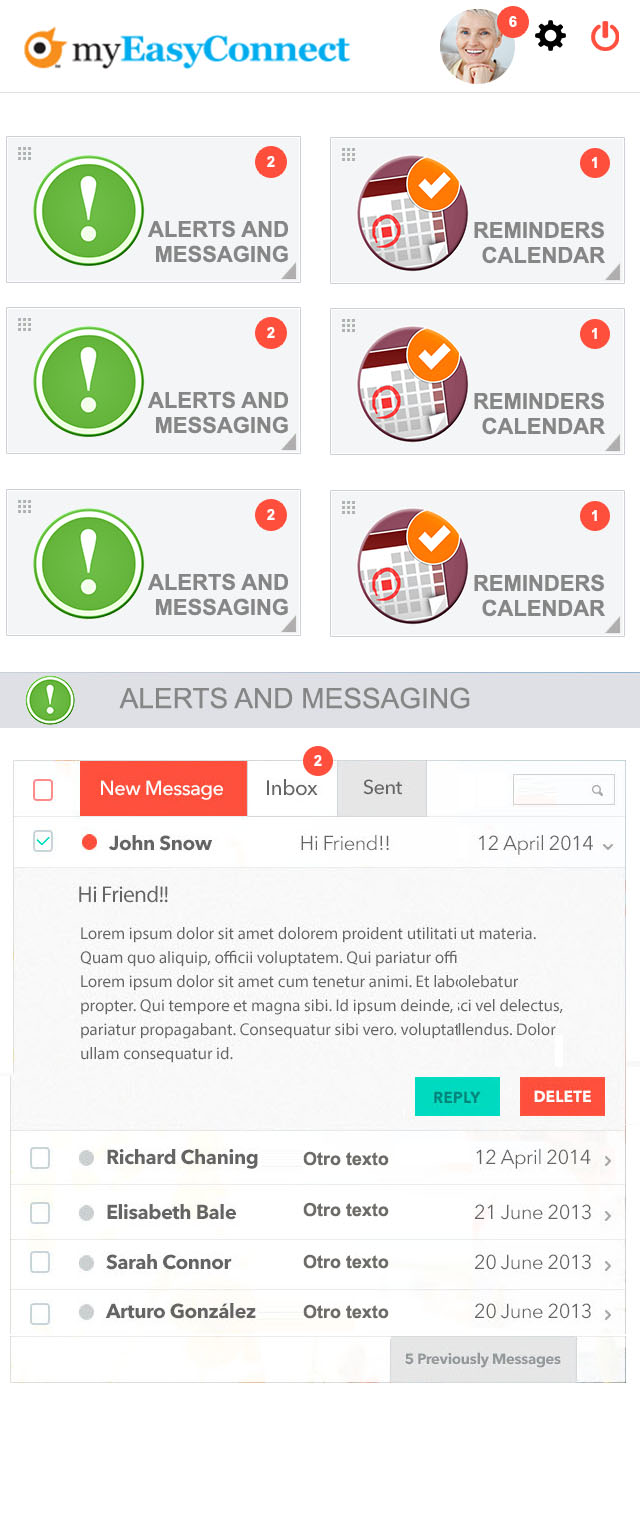 myEasyConnect
6
2
ALERTS AND
MESSAGING
1
REMINDERS
CALENDAR
2
ALERTS AND
MESSAGING
1
REMINDERS
CALENDAR
2
ALERTS AND
MESSAGING
1
REMINDERS
CALENDAR
ALERTS AND MESSAGING
New Message
Inbox
2
Sent
John Snow Hi Friend!! 12 April 2014
Hi Friend!!
Lorem ipsum dolor sit amet dolorem proident utilitati ut materia.
Quam quo aliquip, officii voluptatem. Qui pariatur offi
Lorem ipsum dolor sit amet cum tenetur animi. Et labolebatur
propter. Qui tempore et magna sibi. Id ipsum deinde, ci vel delectus,
pariatur propagabant. Consequatur sibi vero. voluptatllendus. Dolor
ullam consequatur id.
REPLY DELETE
Richard Chaning Otro texto 12 April 2014
Elisabeth Bale Otro texto 21 June 2013
Sarah Connor Otro texto 20 June 2013
Arturo González Otro texto 20 June 2013
5 Previously Messages